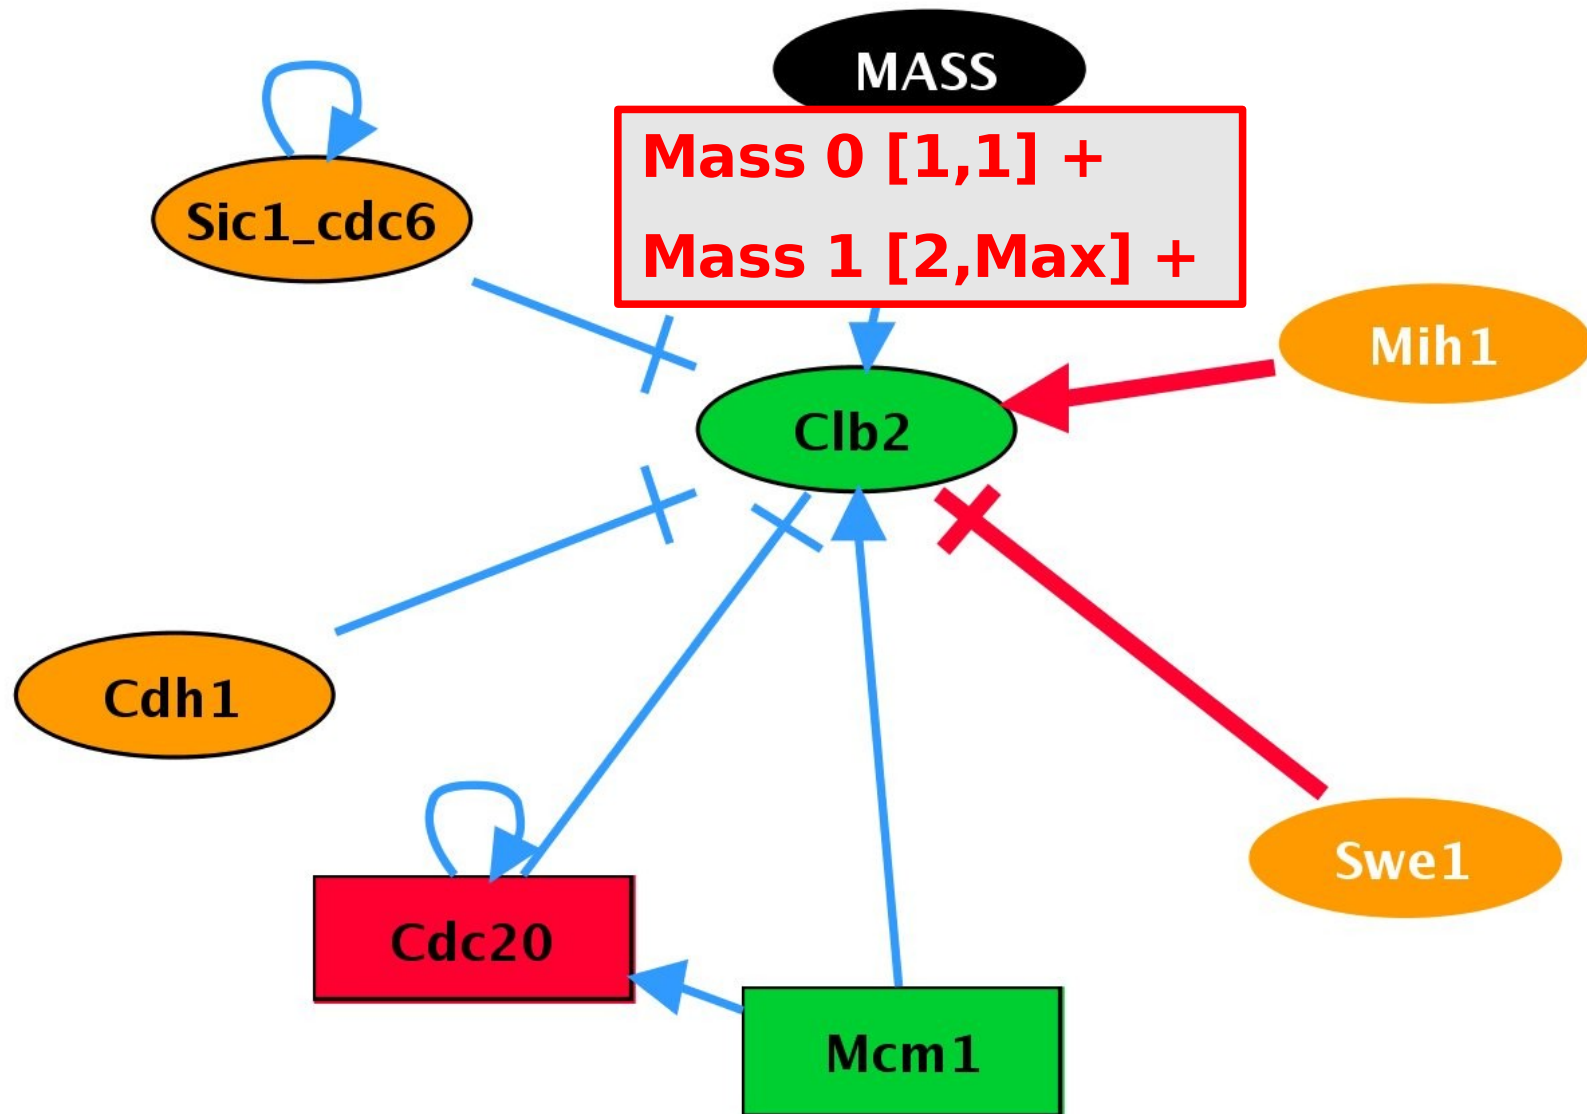 MASS
Mass 0 [1,1] +
Mass 1 [2,Max] +
Sic1_cdc6
Mih1
Clb2
Cdh1
Swe1
Cdc20
Mcm1